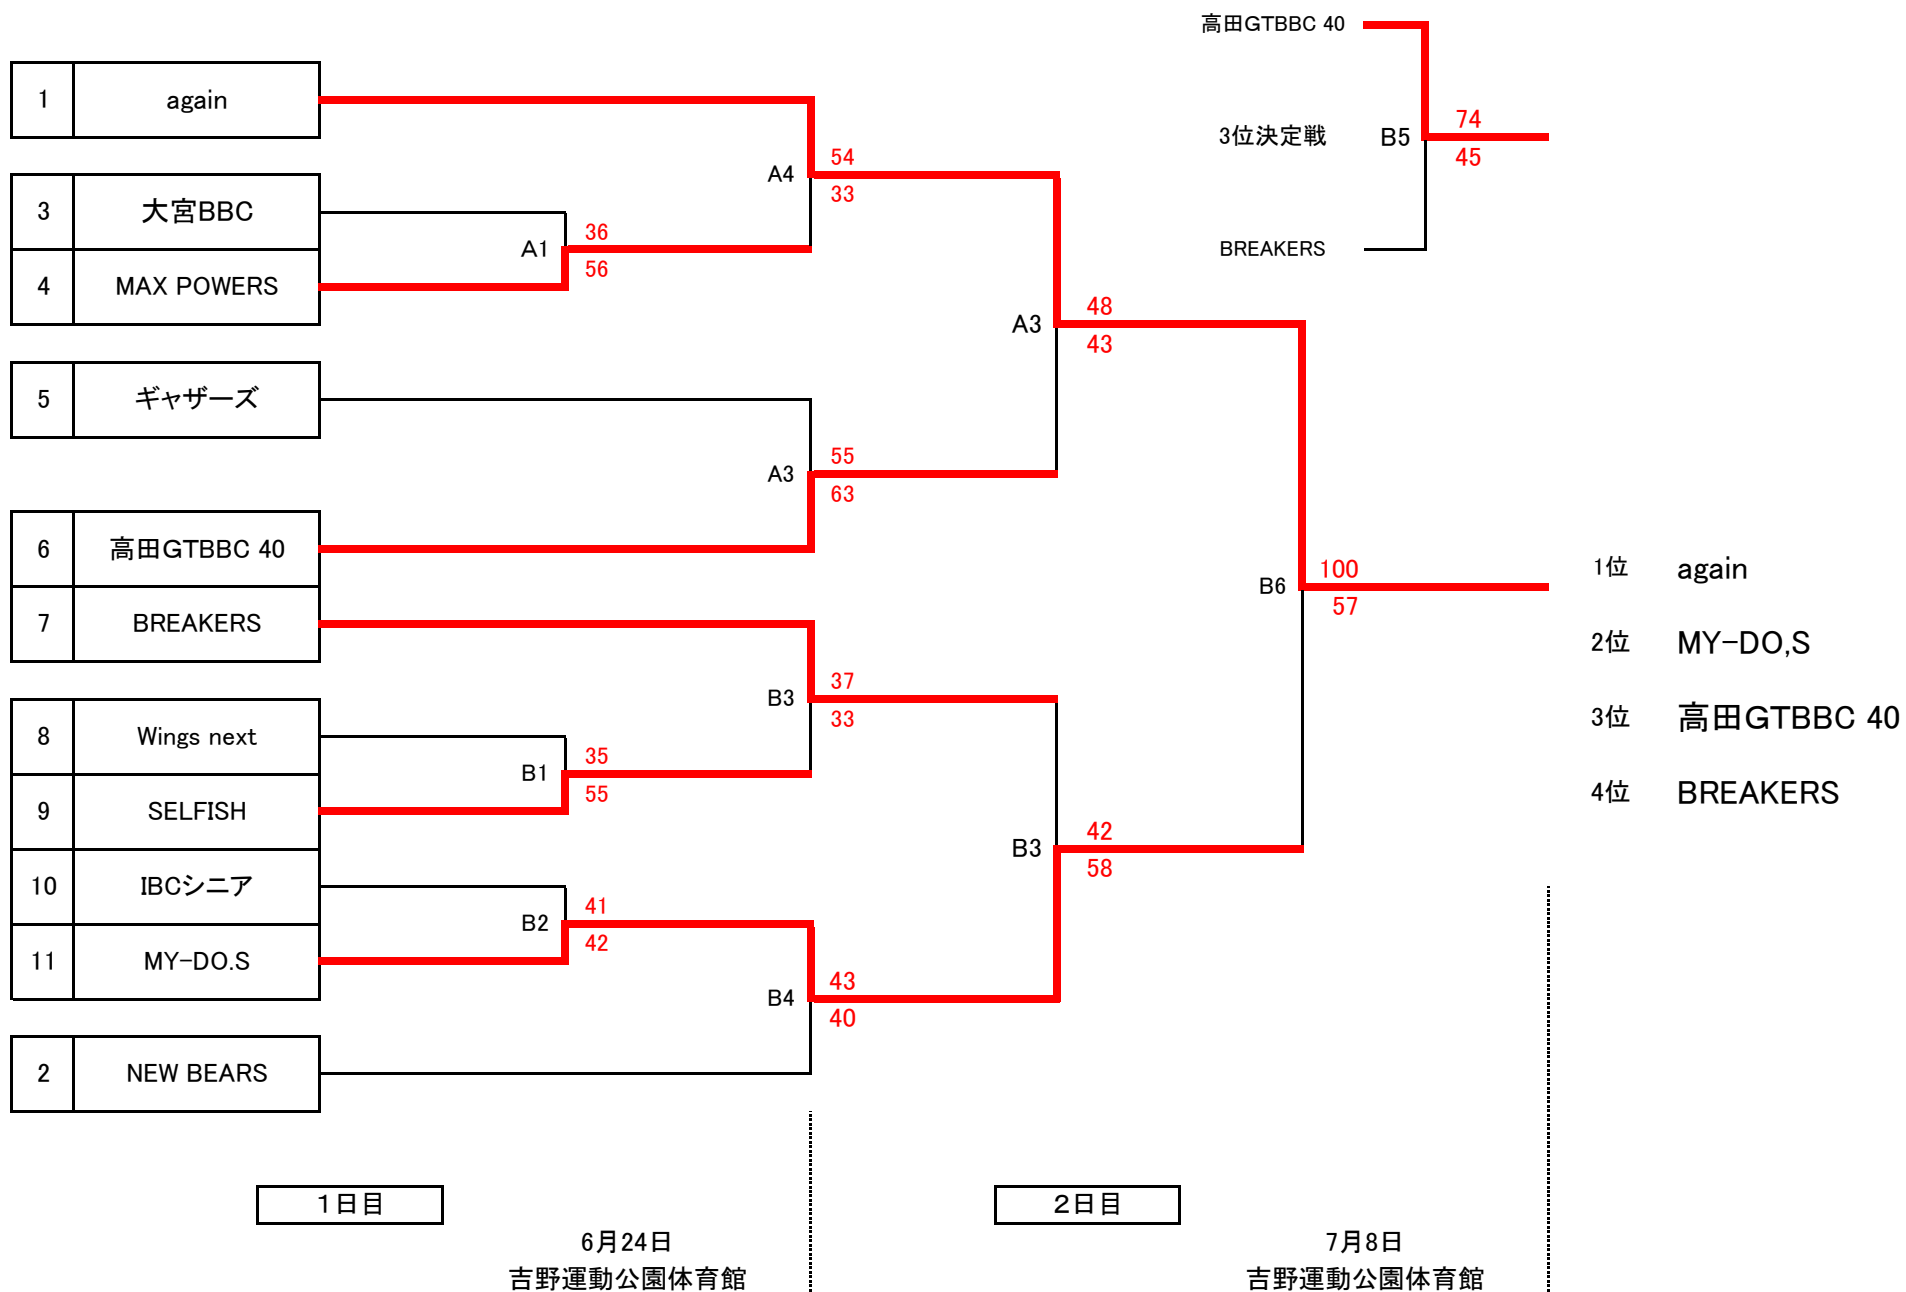 高田GTBBC 40
1 again
74
3位決定戦 B5
45
54
A4
33
3 大宮BBC
36
A1
BREAKERS
56
4 MAX POWERS
48
A3
43
5 ギャザーズ
55
A3
63
6 高田GTBBC 40
100
1位 again
B6
57
7 BREAKERS
2位 MY-DO,S
37
B3
33
3位 高田GTBBC 40
8 Wings next
35
B1
55
4位 BREAKERS
9 SELFISH
42
B3
58
10 IBCシニア
41
B2
42
11 MY-DO.S
43
B4
40
2 NEW BEARS
1日目
2日目
6月24日
7月8日
吉野運動公園体育館
吉野運動公園体育館